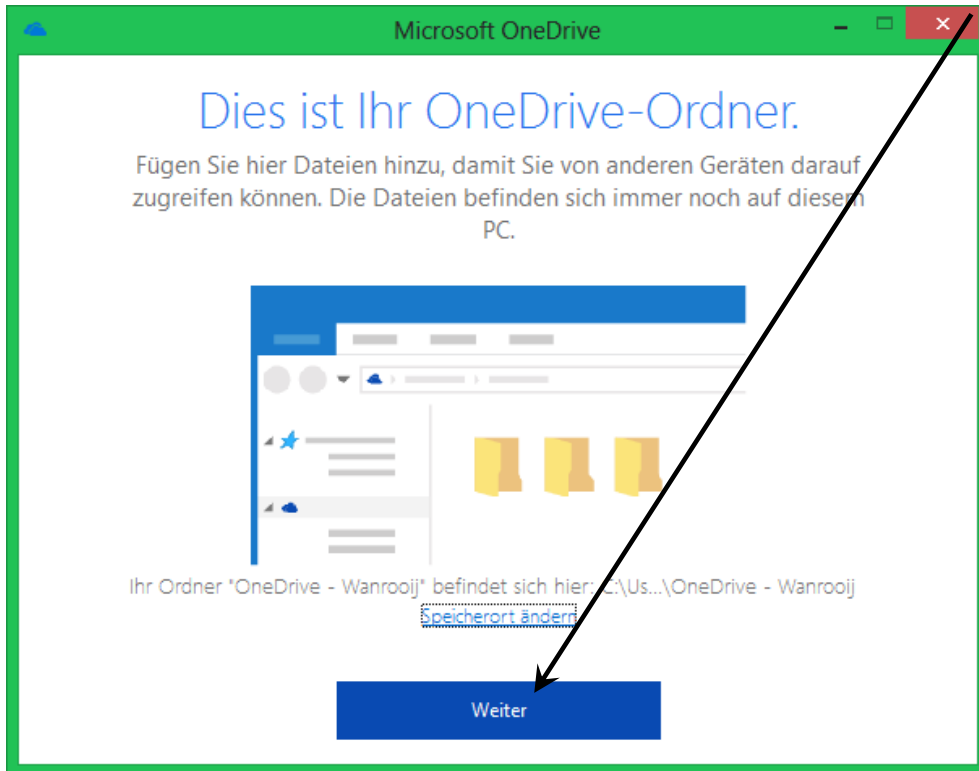 Microsoft OneDrive
Dies ist Ihr OneDrive-Ordner.
Fügen Sie hier Dateien hinzu, damit Sie von anderen Geräten darauf
zugreifen können. Die Dateien befinden sich immer noch auf diesem
PC.
Ihr Ordner "OneDrive - Wanrooij" befindet sich hier: C:\Us...\OneDrive - Wanrooij
Speicherort ändern
Weiter